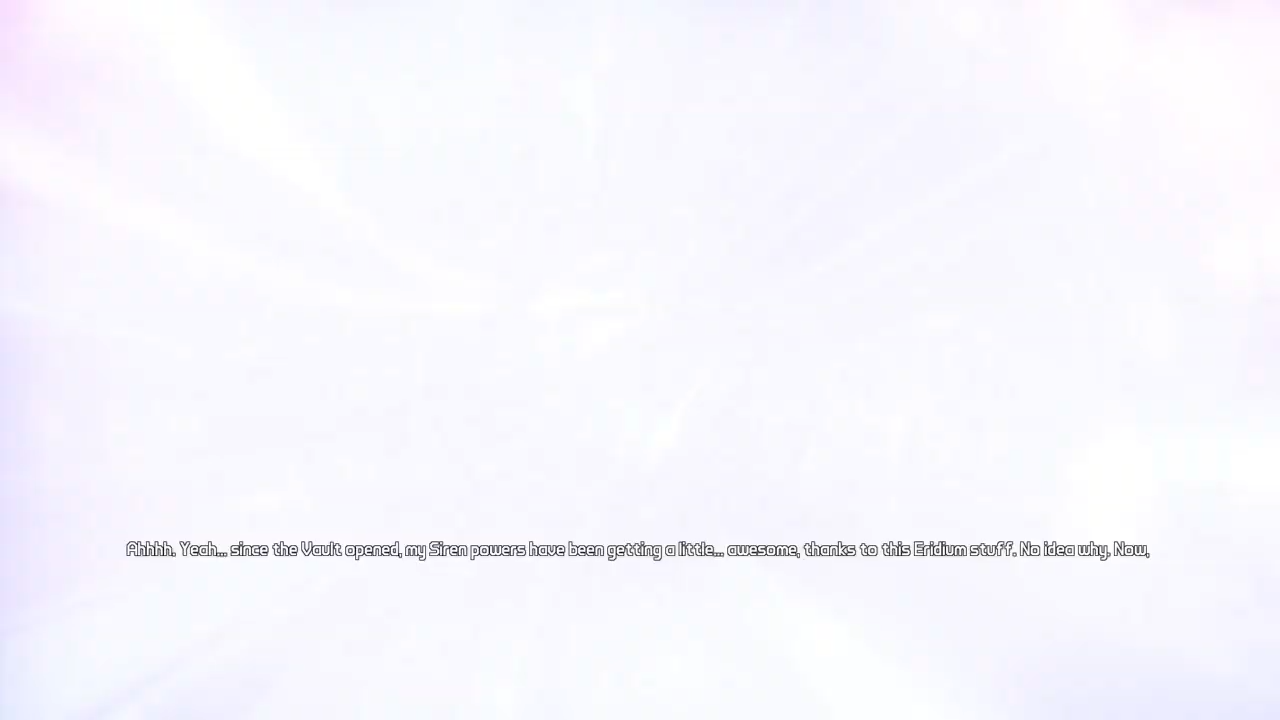 Ahhhh. Yeah... since the Vault opened, my Siren powers have been getting a little... awesome, thanks to this Eridium stuff. No idea why. Now,